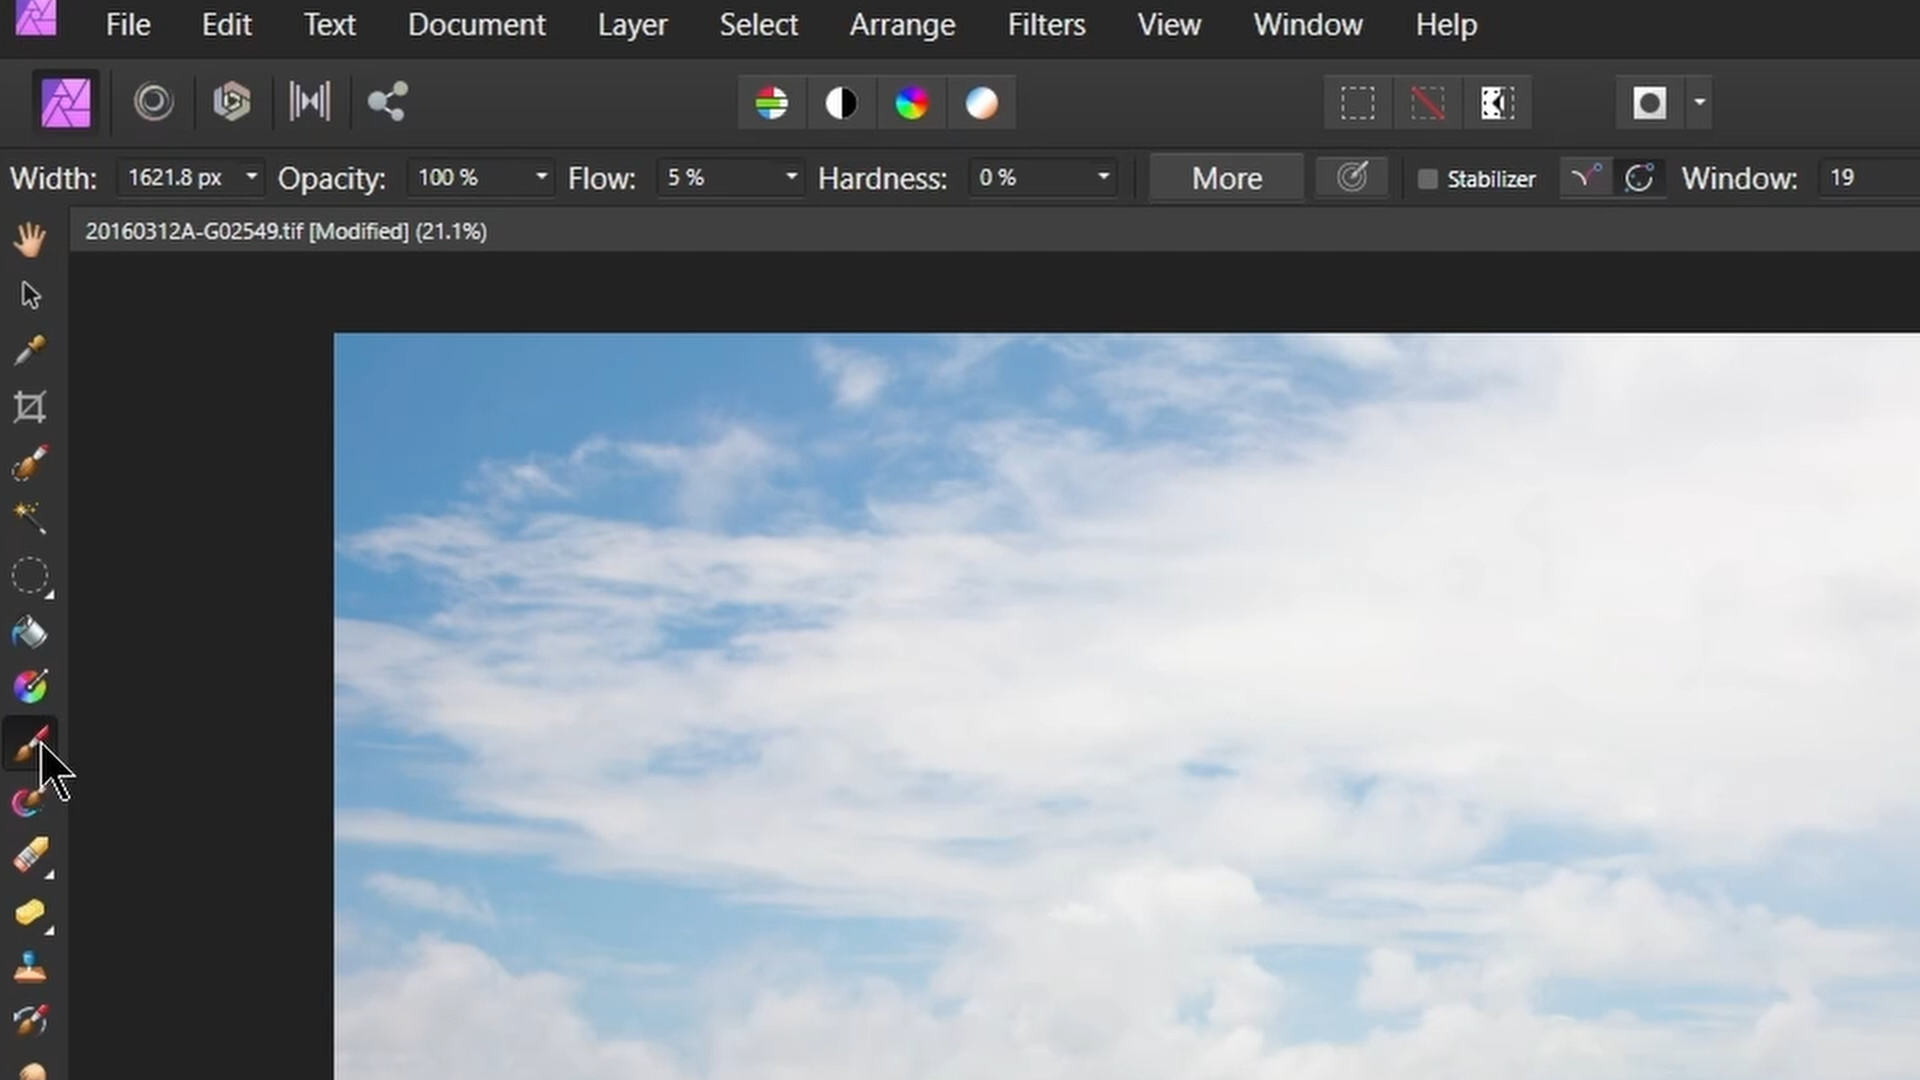 File Edit Text Document Layer Select Arrange Filters View Window Help
Width: 1621.8 px Opacity: 100 % Flow: 5 % Hardness: 0 % More Stabilizer Window: 19
20160312A-G02549.tif [Modified] (21.1%)